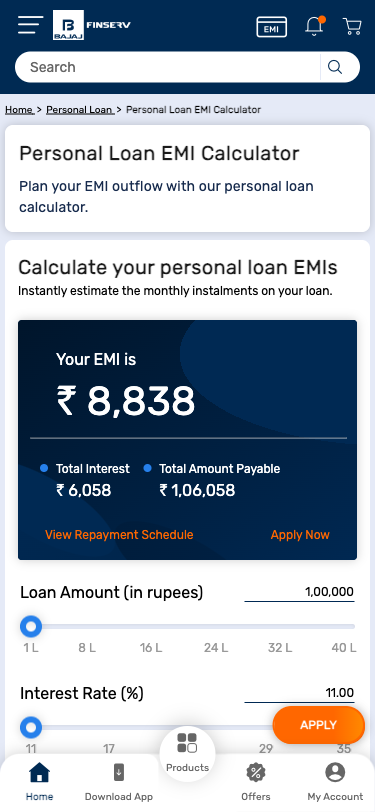 B
BAJAJ
FINSERV
EMI
Search
Home > Personal Loan > Personal Loan EMI Calculator
Personal Loan EMI Calculator
Plan your EMI outflow with our personal loan
calculator.
Calculate your personal loan EMIs
Instantly estimate the monthly instalments on your loan.
Your EMI is
₹ 8,838
Total Interest
Total Amount Payable
₹ 6,058
₹ 1,06,058
View Repayment Schedule
Apply Now
Loan Amount (in rupees)
1,00,000
1 L 8 L 16 L 24 L 32 L 40 L
Interest Rate (%)
11.00
APPLY
11 17 29 35
Products
Home
Download App
Offers
My Account